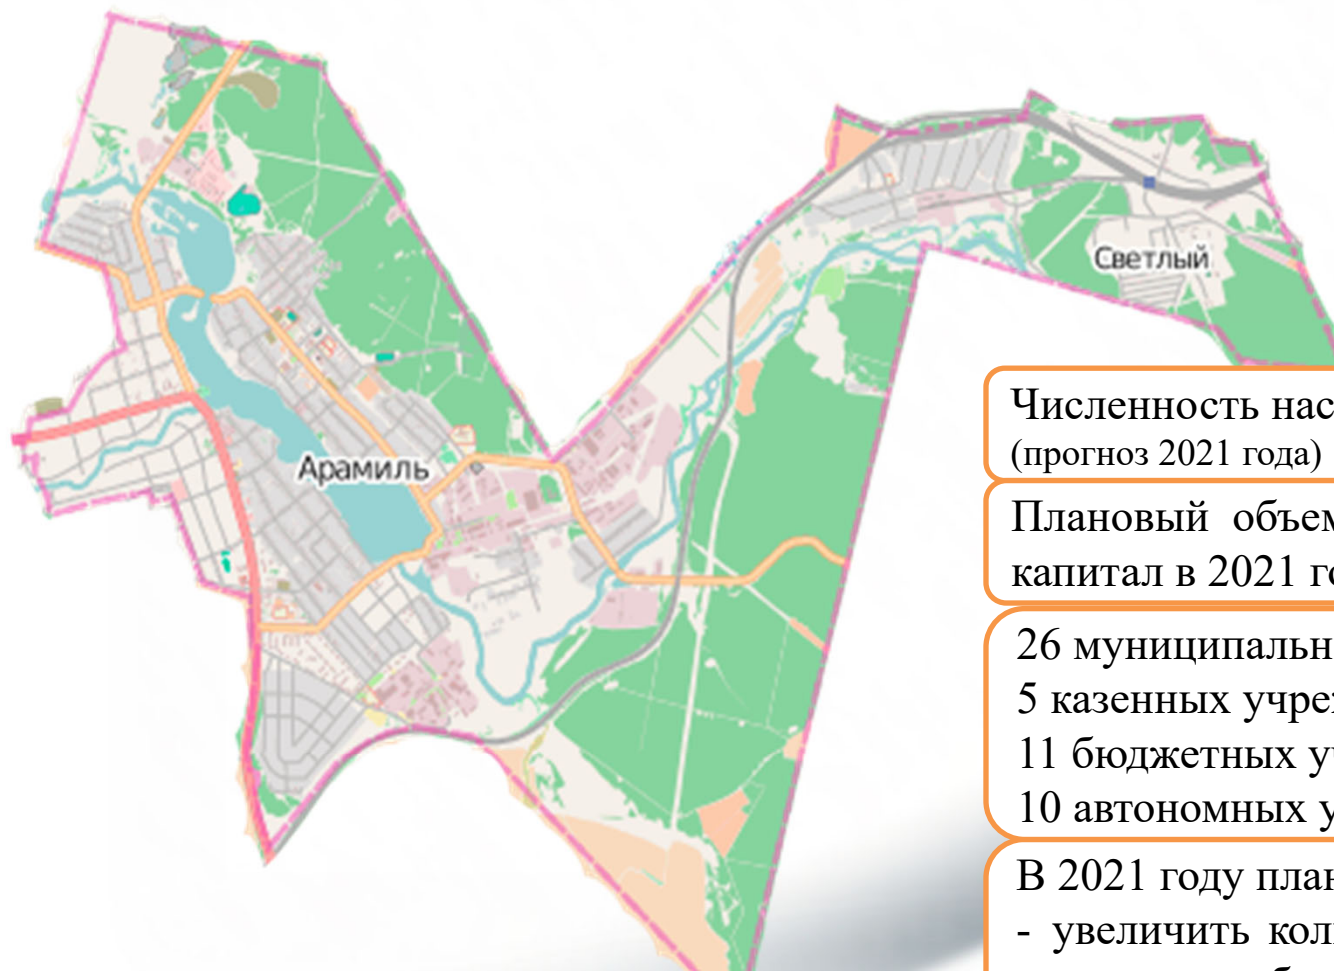 Светлый
Арамиль
Численность нас
(прогноз 2021 года)
Плановый объем
капитал в 2021 го
26 муниципальн
5 казенных учре
11 бюджетных у
10 автономных у
В 2021 году план
- увеличить кол